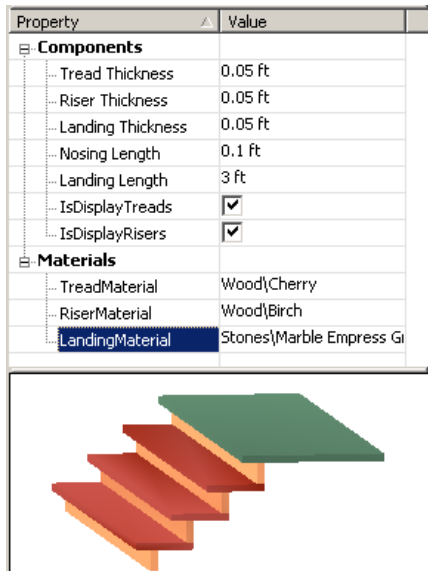 Property Value
Components
Tread Thickness 0.05 ft
Riser Thickness 0.05 ft
Landing Thickness 0.05 ft
Nosing Length 0.1 ft
Landing Length 3 ft
IsDisplayTreads
IsDisplayRisers
Materials
TreadMaterial Wood\Cherry
RiserMaterial Wood\Birch
LandingMaterial Stones\Marble Empress